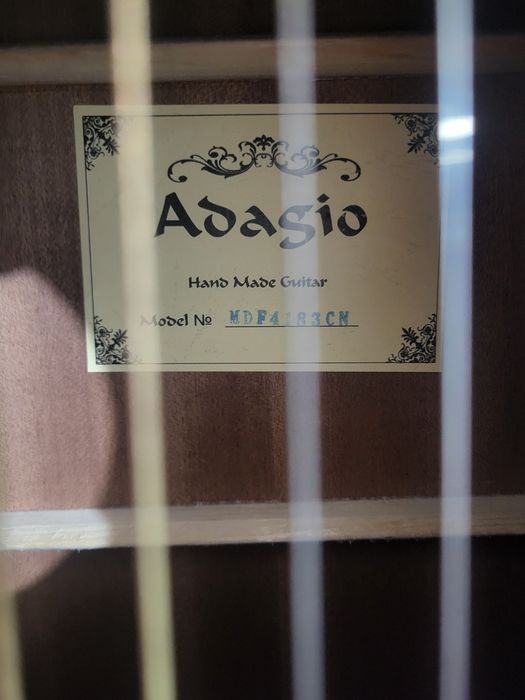 Adagio
Hand Made Guitar
Model № MDF4183CN